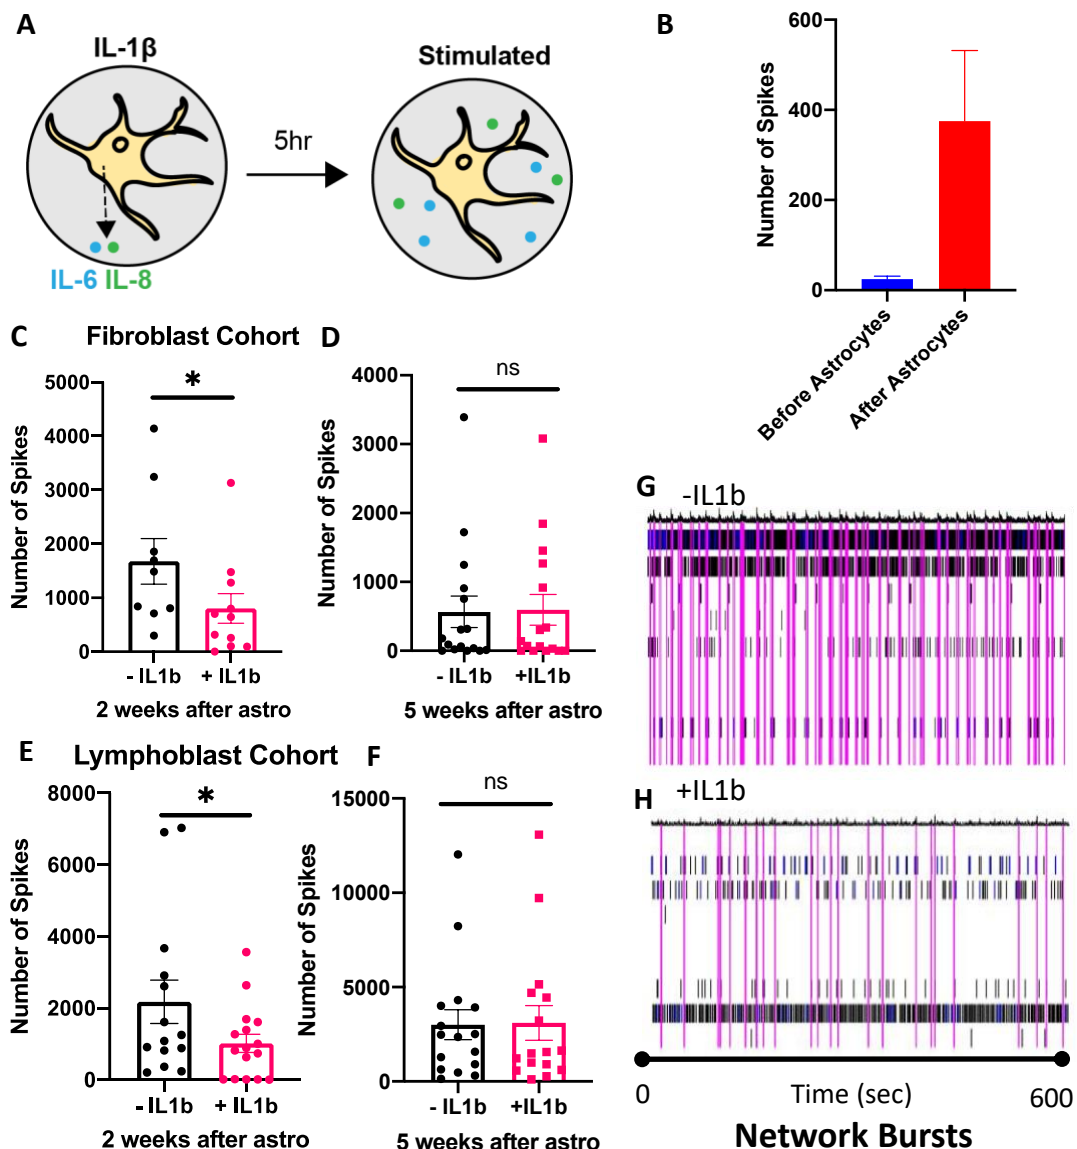 A
IL-1β
5hr
Stimulated
IL-6 IL-8
B
Number of Spikes
600
400
200
0
Before Astrocytes
After Astrocytes
C
Fibroblast Cohort
Number of Spikes
5000
4000
3000
2000
1000
0
*
- IL1b
+ IL1b
2 weeks after astro
D
Number of Spikes
4000
3000
2000
1000
0
ns
- IL1b
+IL1b
5 weeks after astro
E
Lymphoblast Cohort
Number of Spikes
8000
6000
4000
2000
0
*
- IL1b
+ IL1b
2 weeks after astro
F
Number of Spikes
15000
10000
5000
0
ns
- IL1b
+IL1b
5 weeks after astro
G
-IL1b
H
+IL1b
0
Time (sec)
600
Network Bursts